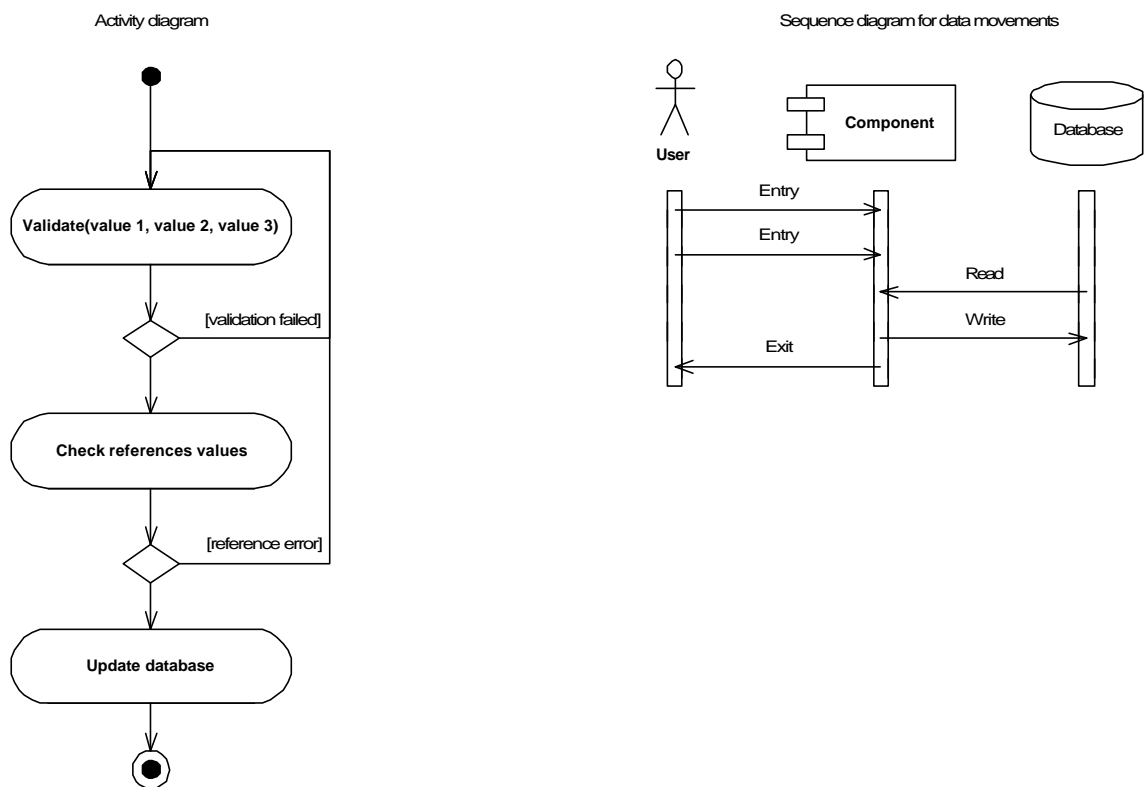 Activity diagram
Validate(value 1, value 2, value 3)
[validation failed]
Check references values
[reference error]
Update database
Sequence diagram for data movements
User
Component
Database
Entry
Entry
Read
Write
Exit